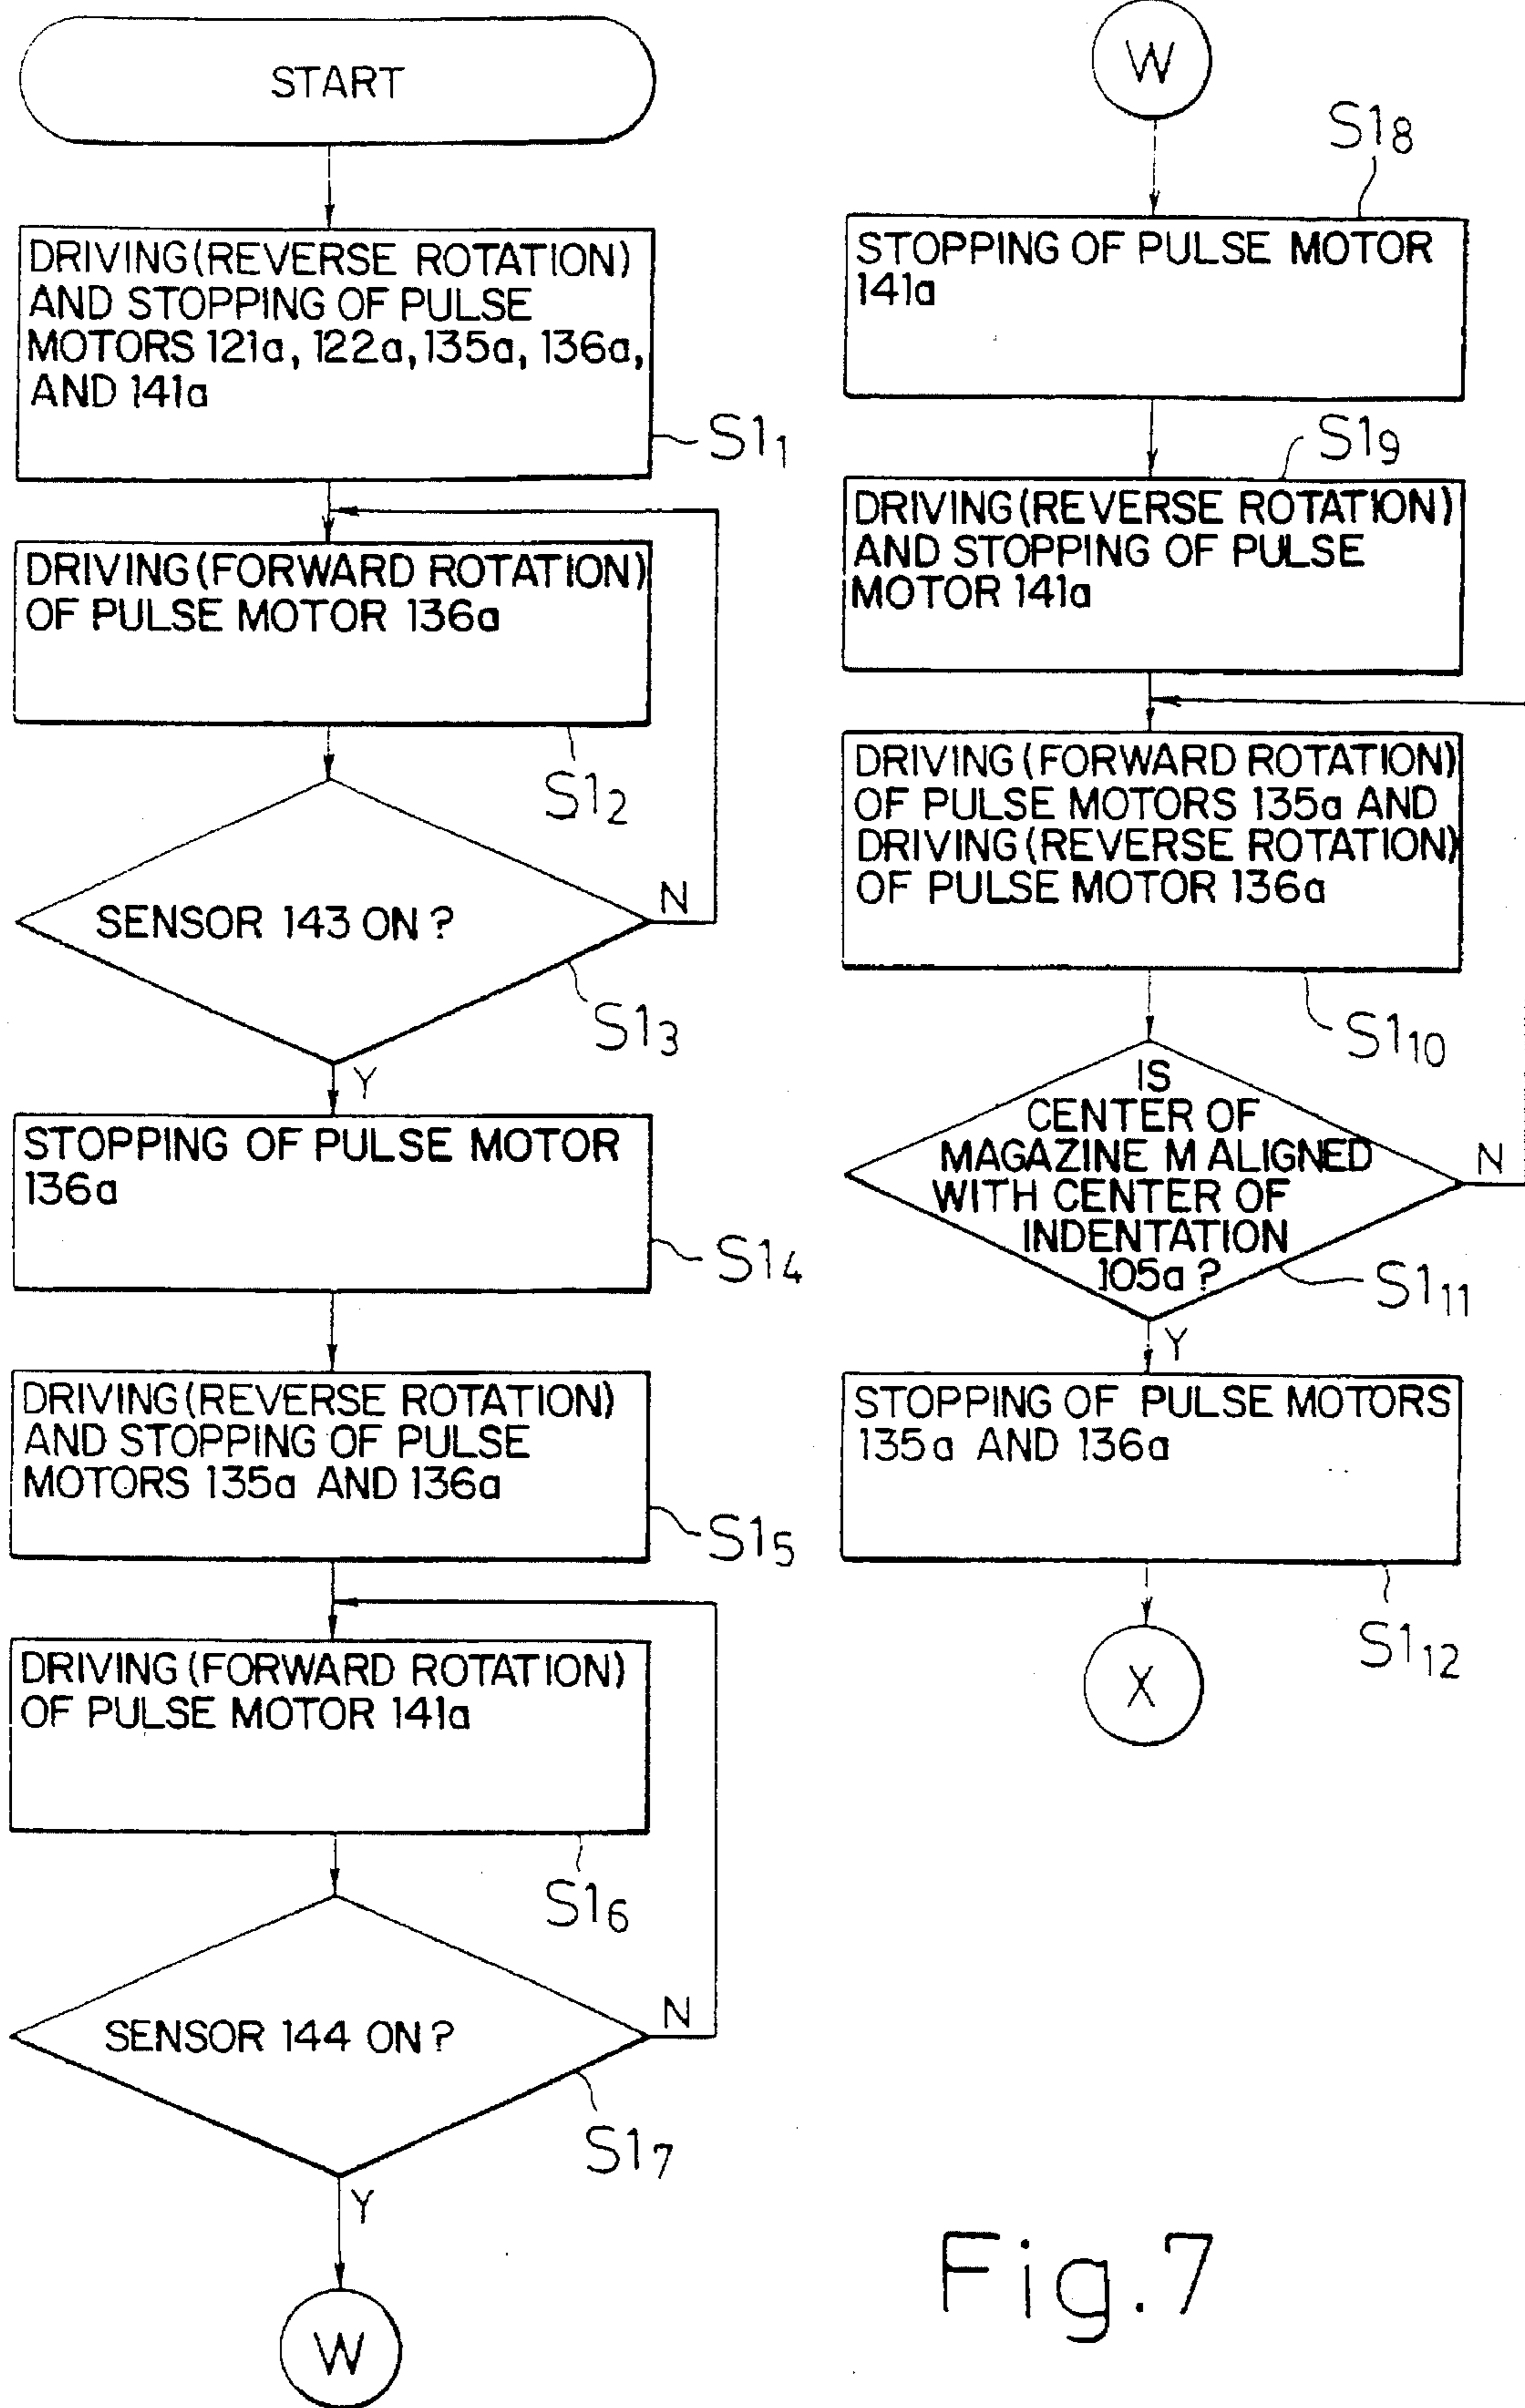 START
DRIVING (REVERSE ROTATION)
AND STOPPING OF PULSE
MOTORS 121a, 122a, 135a, 136a,
AND 141a
S1₁
DRIVING (FORWARD ROTATION)
OF PULSE MOTOR 136a
S1₂
SENSOR 143 ON ?
N
S1₃
Y
STOPPING OF PULSE MOTOR
136a
S1₄
DRIVING (REVERSE ROTATION)
AND STOPPING OF PULSE
MOTORS 135a AND 136a
S1₅
DRIVING (FORWARD ROTATION)
OF PULSE MOTOR 141a
S1₆
SENSOR 144 ON ?
N
S1₇
Y
W
W
S1₈
STOPPING OF PULSE MOTOR
141a
S1₉
DRIVING (REVERSE ROTATION)
AND STOPPING OF PULSE
MOTOR 141a
DRIVING (FORWARD ROTATION)
OF PULSE MOTORS 135a AND
DRIVING (REVERSE ROTATION)
OF PULSE MOTOR 136a
S1₁₀
IS
CENTER OF
MAGAZINE M ALIGNED
WITH CENTER OF
INDENTATION
105a ?
N
S1₁₁
Y
STOPPING OF PULSE MOTORS
135a AND 136a
S1₁₂
X
Fig. 7